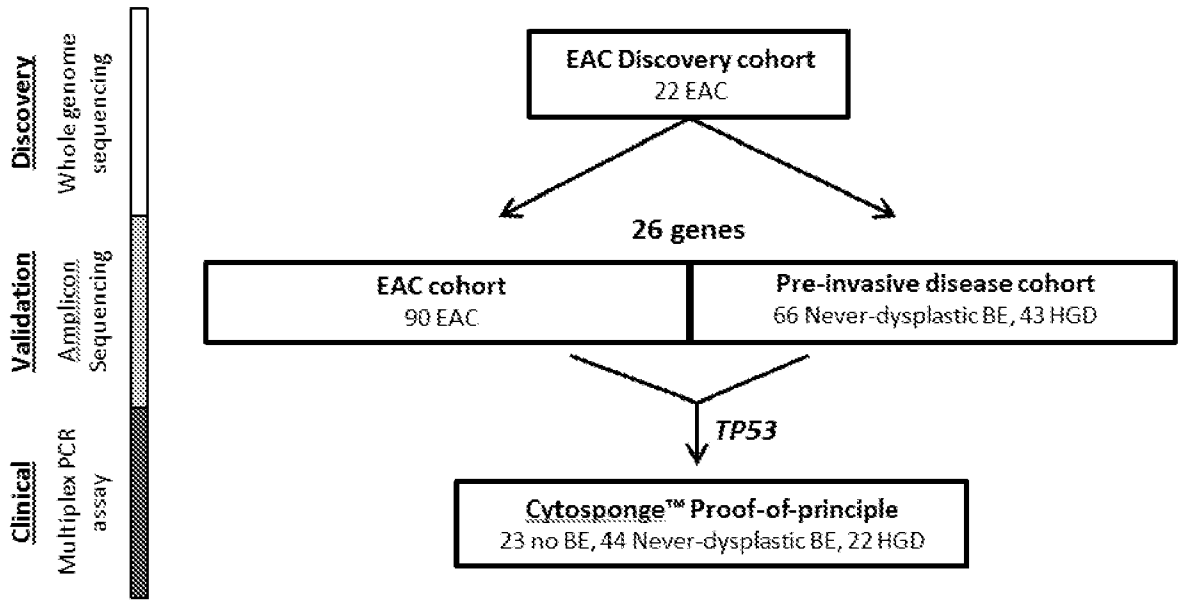 Discovery
Whole genome
sequencing
EAC Discovery cohort
22 EAC
26 genes
Validation
Amplicon
Sequencing
EAC cohort
90 EAC
Pre-invasive disease cohort
66 Never-dysplastic BE, 43 HGD
TP53
Clinical
Multiplex PCR
assay
Cytosponge™ Proof-of-principle
23 no BE, 44 Never-dysplastic BE, 22 HGD